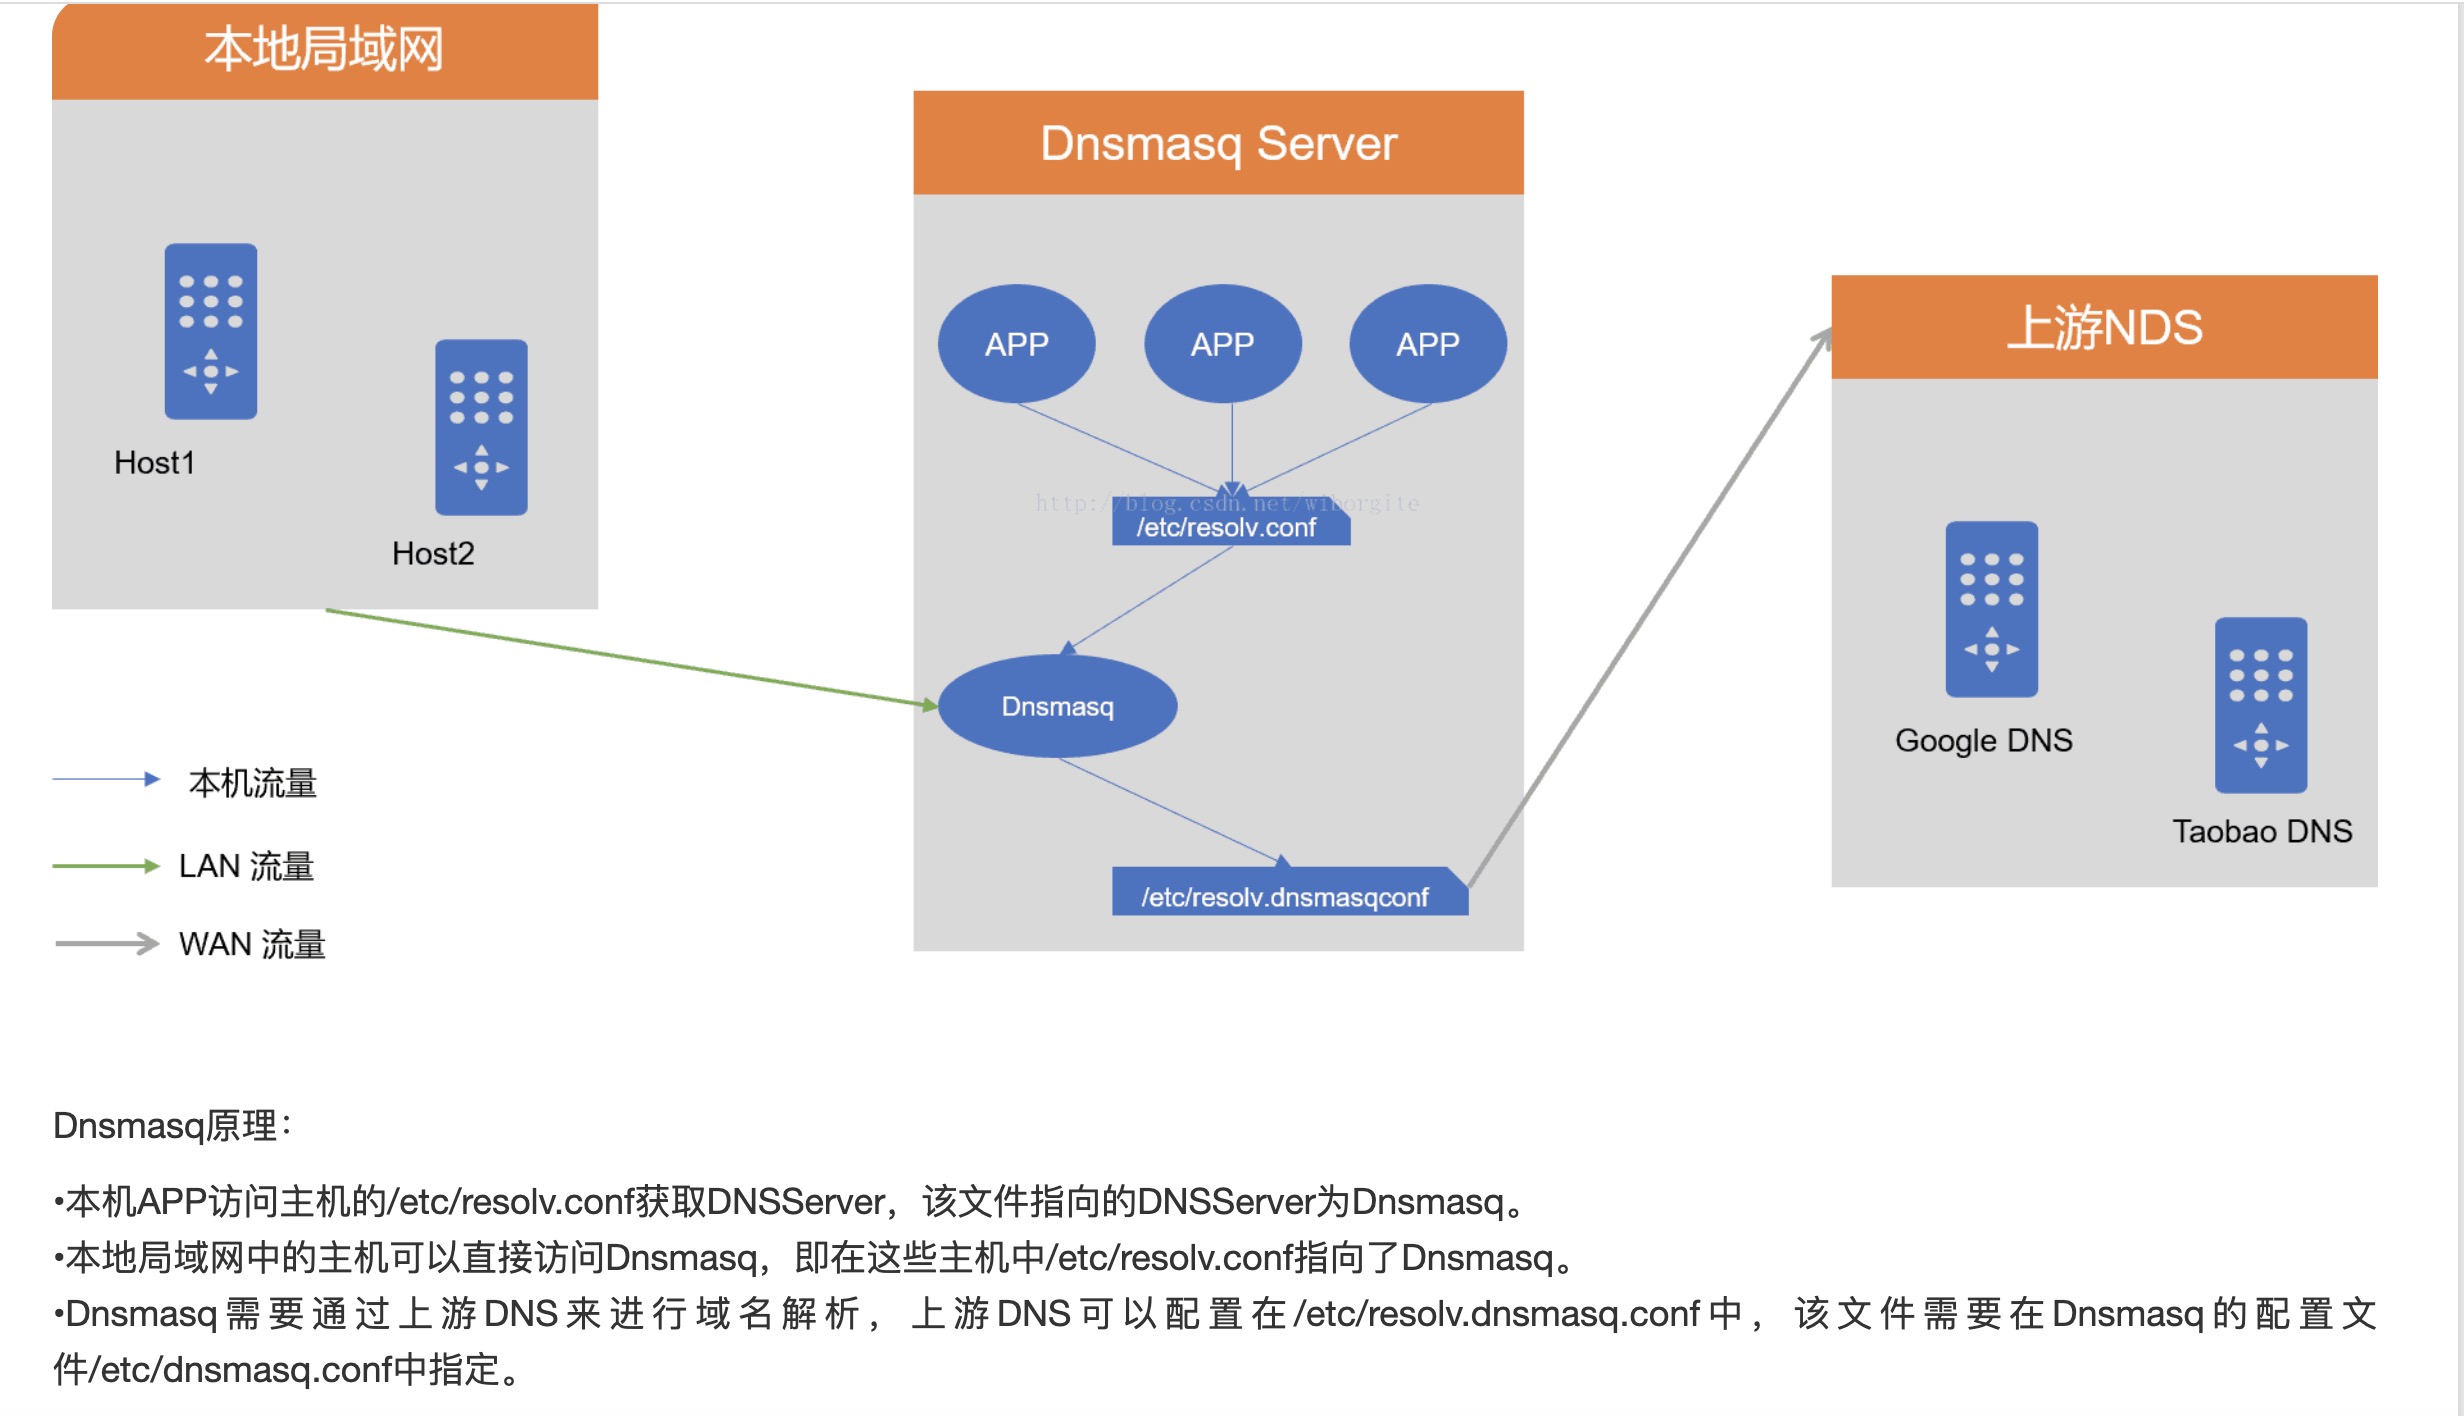 本地局域网
Host1
Host2
本机流量
LAN 流量
WAN 流量
Dnsmasq Server
APP
APP
APP
http://blog.csdn.net/wiborgite
/etc/resolv.conf
Dnsmasq
/etc/resolv.dnsmasqconf
上游NDS
Google DNS
Taobao DNS
Dnsmasq原理：
•本机APP访问主机的/etc/resolv.conf获取DNSServer，该文件指向的DNSServer为Dnsmasq。
•本地局域网中的主机可以直接访问Dnsmasq，即在这些主机中/etc/resolv.conf指向了Dnsmasq。
•Dnsmasq需要通过上游DNS来进行域名解析，上游DNS可以配置在/etc/resolv.dnsmasq.conf中，该文件需要在Dnsmasq的配置文
件/etc/dnsmasq.conf中指定。